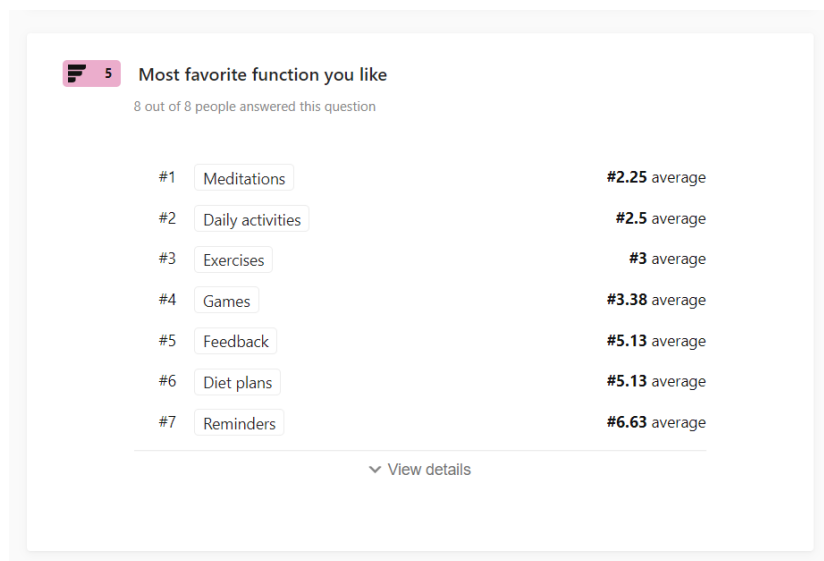 5 Most favorite function you like
8 out of 8 people answered this question
#1 Meditations #2.25 average
#2 Daily activities #2.5 average
#3 Exercises #3 average
#4 Games #3.38 average
#5 Feedback #5.13 average
#6 Diet plans #5.13 average
#7 Reminders #6.63 average
View details